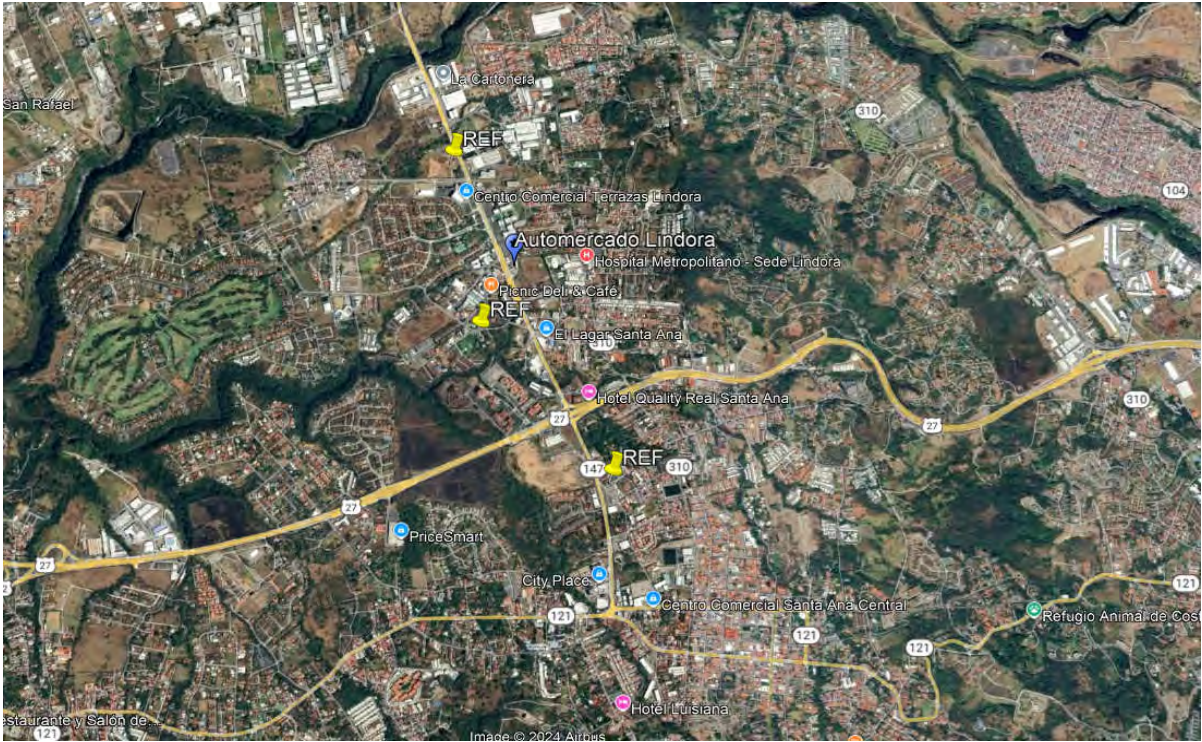 La Cartonera
San Rafael
310
REF
104
Centro Comercial Terrazas Lindora
Automercado Lindora
Hospital Metropolitano - Sede Lindora
Picnic Deli & Café
REF
El Lagar Santa Ana
310
Hotel Quality Real Santa Ana
310
27
27
REF
147
310
27
PriceSmart
27
City Place
121
Centro Comercial Santa Ana Central
121
Refugio Animal de Cost
121
121
Hotel Luisiana
estaurante y Salón de...
121
Image © 2024 Airbus